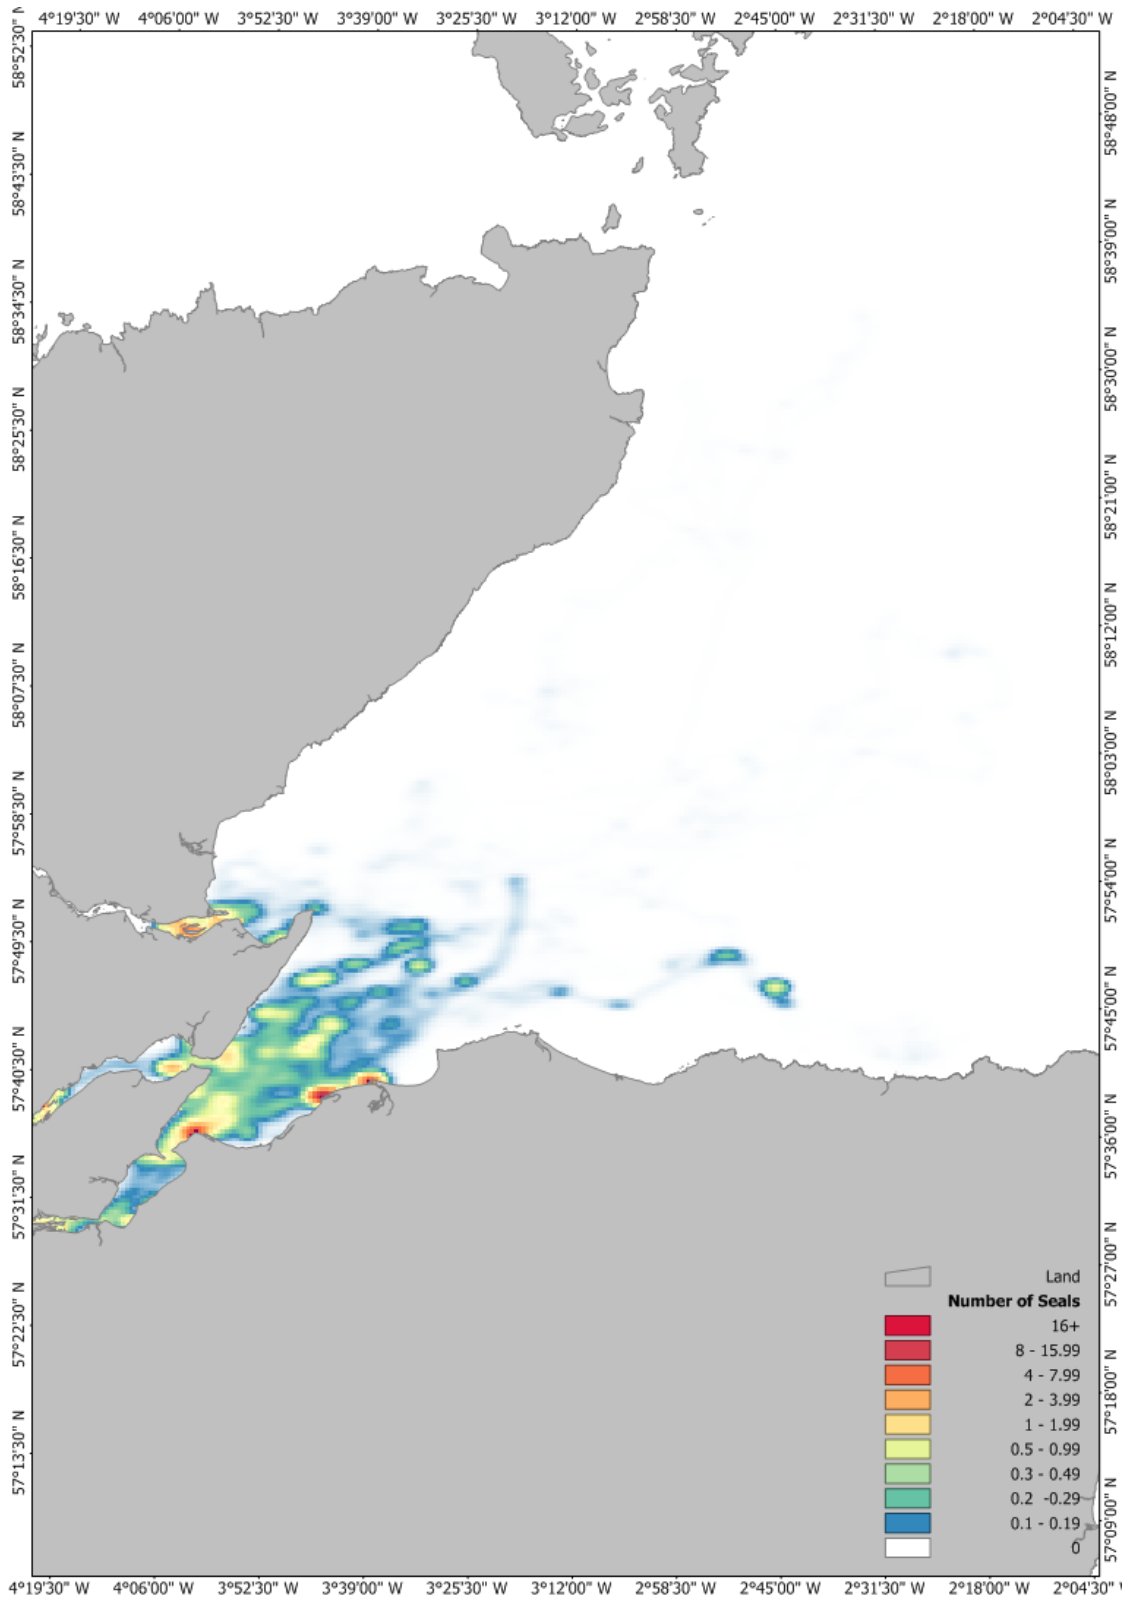 4°19'30" W 4°06'00" W 3°52'30" W 3°39'00" W 3°25'30" W 3°12'00" W 2°58'30" W 2°45'00" W 2°31'30" W 2°18'00" W 2°04'30" W
58°52'30" N
58°43'30" N
58°34'30" N
58°25'30" N
58°16'30" N
58°07'30" N
57°58'30" N
57°49'30" N
57°40'30" N
57°31'30" N
57°22'30" N
57°13'30" N
58°48'00" N
58°39'00" N
58°30'00" N
58°21'00" N
58°12'00" N
58°03'00" N
57°54'00" N
57°45'00" N
57°36'00" N
57°27'00" N
57°18'00" N
57°09'00" N
Land
Number of Seals
16+
8 - 15.99
4 - 7.99
2 - 3.99
1 - 1.99
0.5 - 0.99
0.3 - 0.49
0.2 -0.29
0.1 - 0.19
0
4°19'30" W 4°06'00" W 3°52'30" W 3°39'00" W 3°25'30" W 3°12'00" W 2°58'30" W 2°45'00" W 2°31'30" W 2°18'00" W 2°04'30" W